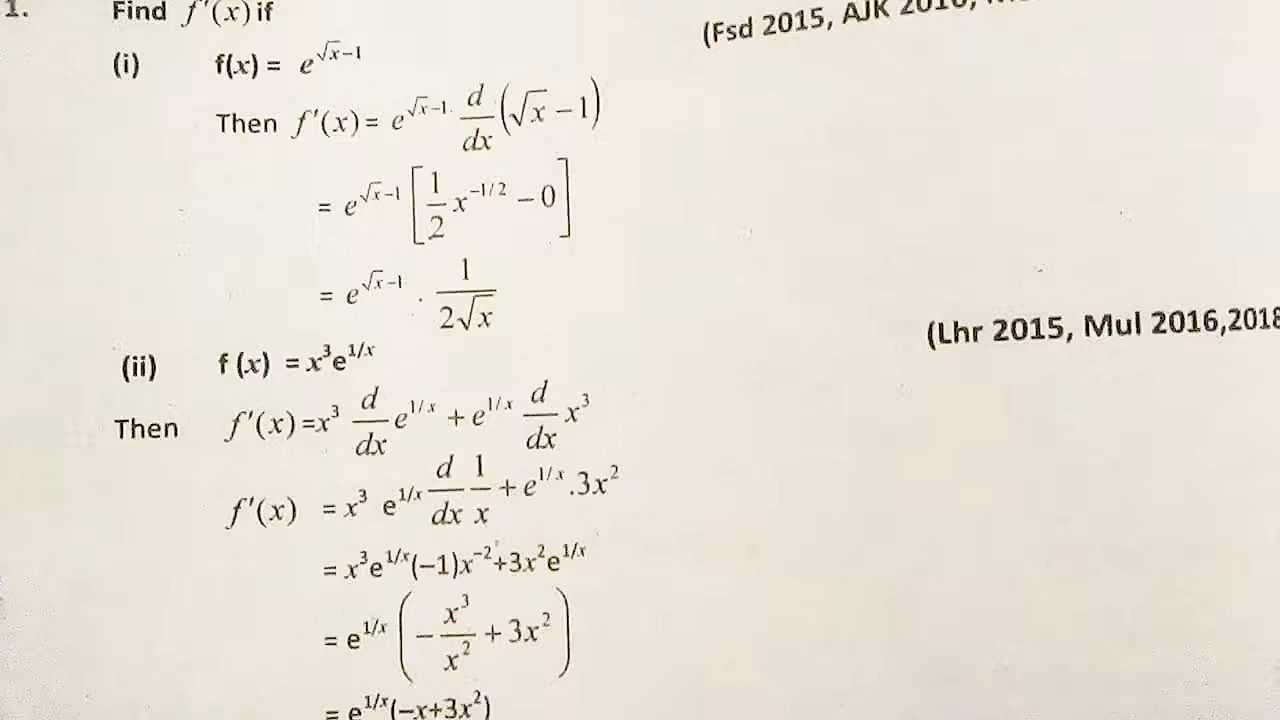 1. Find f'(x) if (Fsd 2015, AJK 2016,
(i) f(x) = e^{√x−1}
Then f'(x) = e^{√x−1}. d/dx (√x − 1)
= e^{√x−1} [1/2 x^{−1/2} − 0]
= e^{√x−1} . 1/(2√x)
(Lhr 2015, Mul 2016,2018
(ii) f (x) = x³e^{1/x}
Then f'(x) = x³ d/dx e^{1/x} + e^{1/x} d/dx x³
f'(x) = x³ e^{1/x} d/dx 1/x + e^{1/x} .3x²
= x³e^{1/x}(−1)x^{−2}+3x²e^{1/x}
= e^{1/x} (− x³/x² + 3x²)
= e^{1/x}(−x+3x²)